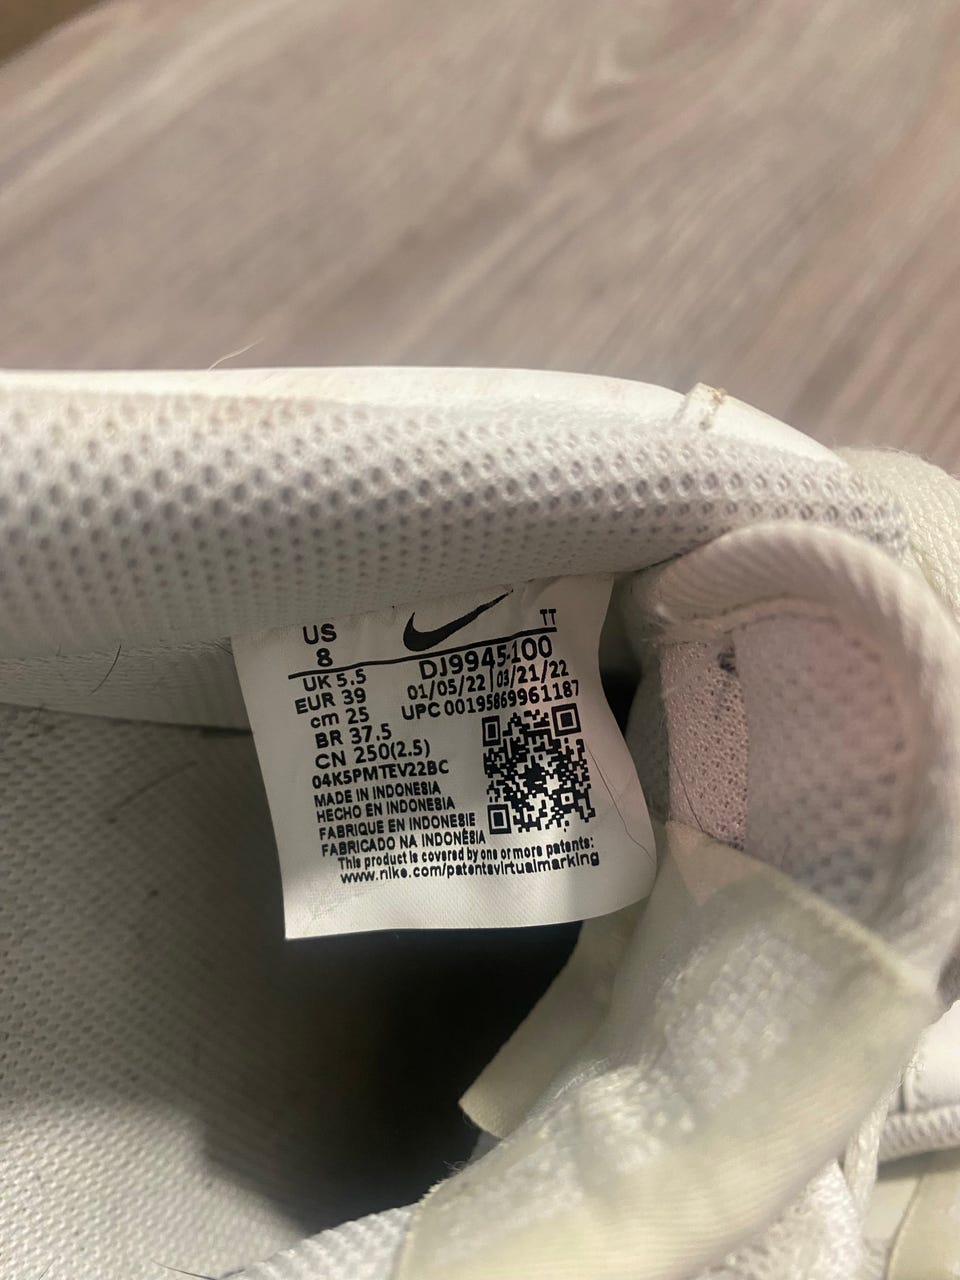 US
8
TT
DJ9945-100
UK 5.5
01/05/22 | 03/21/22
EUR 39
UPC 00195869961187
cm 25
BR 37.5
CN 250(2.5)
04K5PMTEV22BC
MADE IN INDONESIA
HECHO EN INDONESIA
FABRIQUE EN INDONESIE
FABRICADO NA INDONÉSIA
This product is covered by one or more patents:
www.nike.com/patentsvirtualmarking